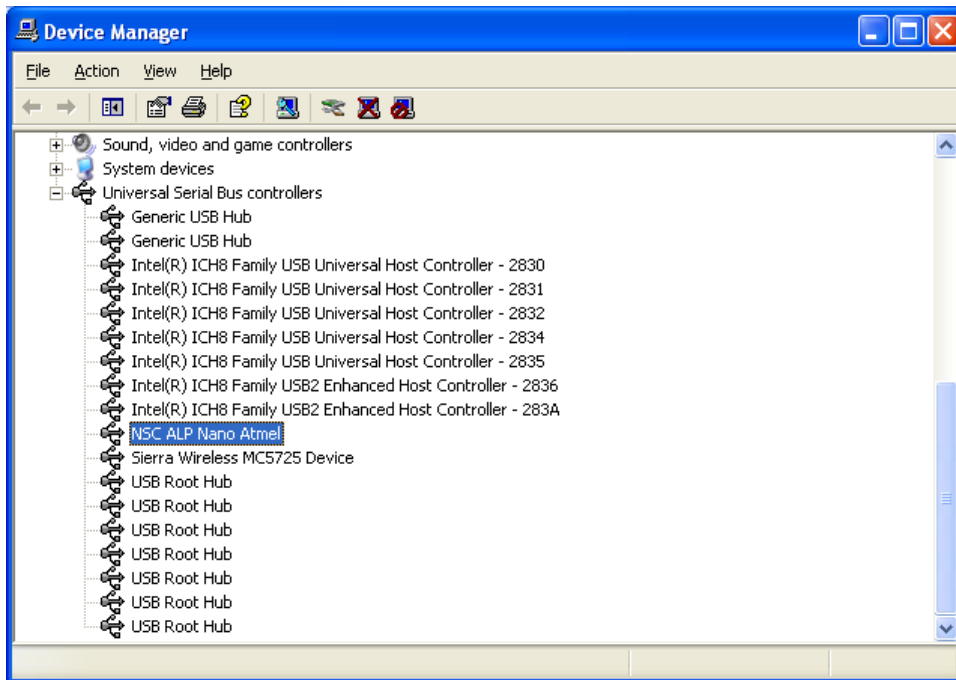 Device Manager
File Action View Help
Sound, video and game controllers
System devices
Universal Serial Bus controllers
Generic USB Hub
Generic USB Hub
Intel(R) ICH8 Family USB Universal Host Controller - 2830
Intel(R) ICH8 Family USB Universal Host Controller - 2831
Intel(R) ICH8 Family USB Universal Host Controller - 2832
Intel(R) ICH8 Family USB Universal Host Controller - 2834
Intel(R) ICH8 Family USB Universal Host Controller - 2835
Intel(R) ICH8 Family USB2 Enhanced Host Controller - 2836
Intel(R) ICH8 Family USB2 Enhanced Host Controller - 283A
NSC ALP Nano Atmel
Sierra Wireless MC5725 Device
USB Root Hub
USB Root Hub
USB Root Hub
USB Root Hub
USB Root Hub
USB Root Hub
USB Root Hub